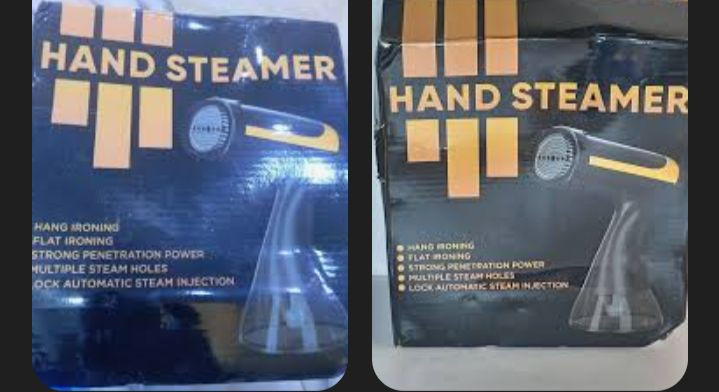 HAND STEAMER
HANG IRONING
FLAT IRONING
STRONG PENETRATION POWER
MULTIPLE STEAM HOLES
LOCK AUTOMATIC STEAM INJECTION
HAND STEAMER
HANG IRONING
FLAT IRONING
STRONG PENETRATION POWER
MULTIPLE STEAM HOLES
LOCK AUTOMATIC STEAM INJECTION